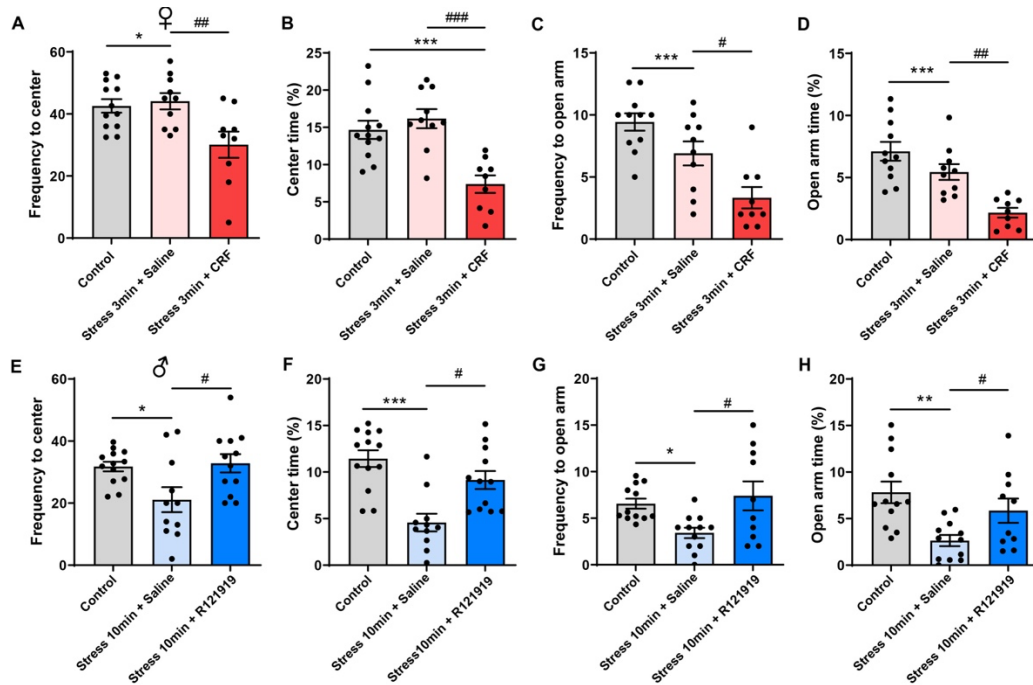 A ♀ * ##
Frequency to center
60
40
20
0
Control
Stress 3min + Saline
Stress 3min + CRF
B ###
***
Center time (%)
25
20
15
10
5
0
Control
Stress 3min + Saline
Stress 3min + CRF
C *** #
Frequency to open arm
15
10
5
0
Control
Stress 3min + Saline
Stress 3min + CRF
D *** ##
Open arm time (%)
15
10
5
0
Control
Stress 3min + Saline
Stress 3min + CRF
E ♂ * #
Frequency to center
60
40
20
0
Control
Stress 10min + Saline
Stress 10min + R121919
F *** #
Center time (%)
20
15
10
5
0
Control
Stress 10min + Saline
Stress 10min + R121919
G * #
Frequency to open arm
20
15
10
5
0
Control
Stress 10min + Saline
Stress 10min + R121919
H ** #
Open arm time (%)
20
15
10
5
0
Control
Stress 10min + Saline
Stress 10min + R121919